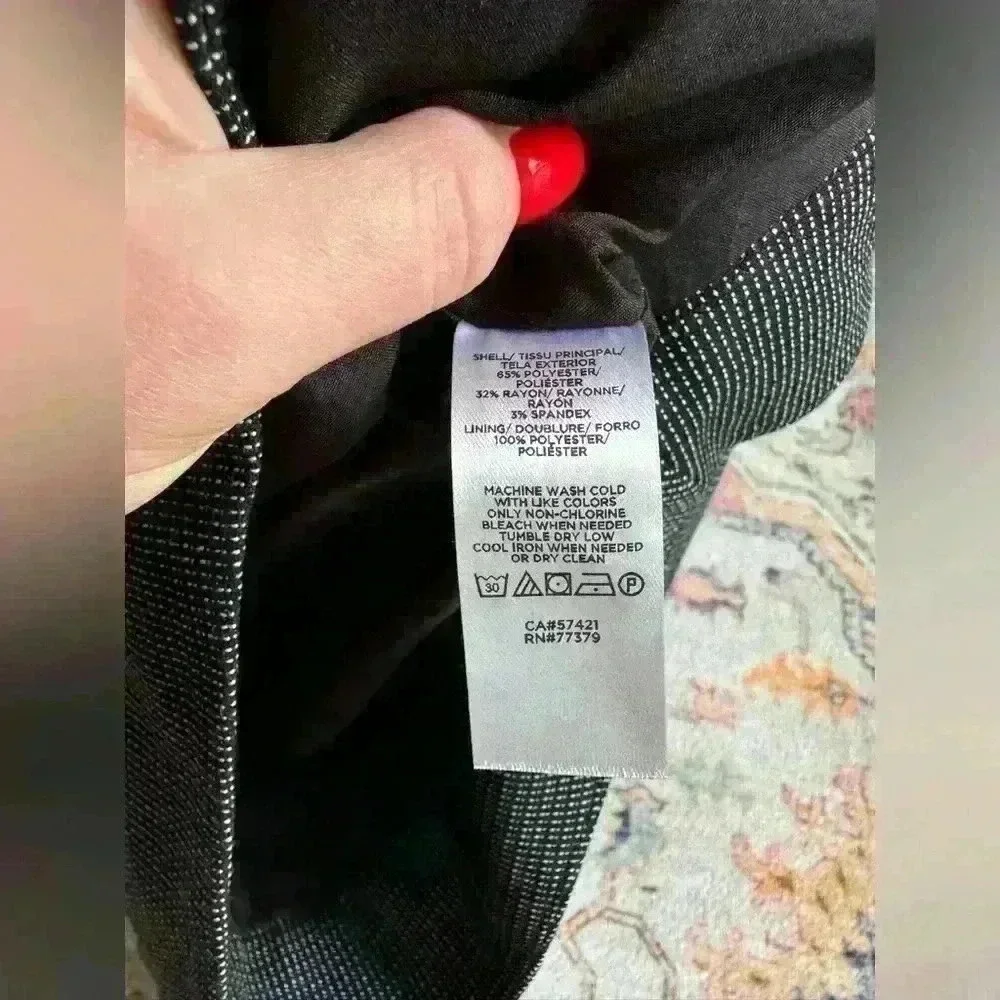 SHELL/ TISSU PRINCIPAL/
TELA EXTERIOR
65% POLYESTER/
POLIÉSTER
32% RAYON/ RAYONNE/
RAYON
3% SPANDEX
LINING/ DOUBLURE/ FORRO
100% POLYESTER/
POLIÉSTER
MACHINE WASH COLD
WITH LIKE COLORS
ONLY NON-CHLORINE
BLEACH WHEN NEEDED
TUMBLE DRY LOW
COOL IRON WHEN NEEDED
OR DRY CLEAN
30 P
CA#57421
RN#77379